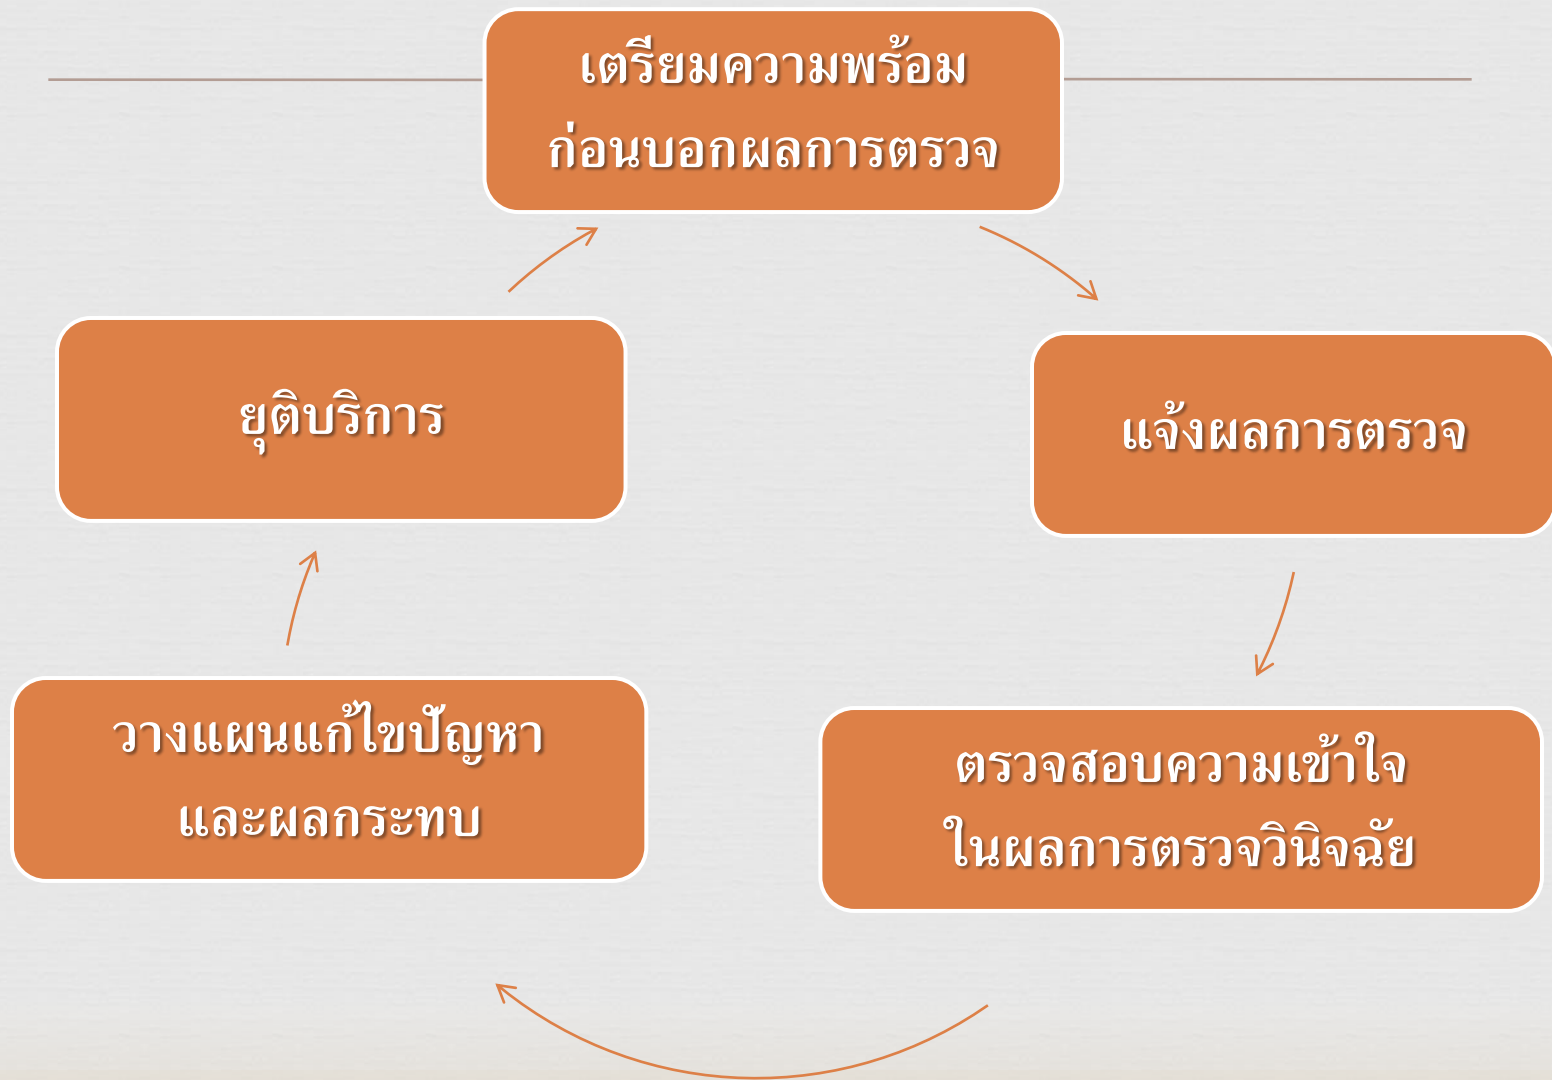 เตรียมความพร้อม
ก่อนบอกผลการตรวจ
แจ้งผลการตรวจ
ตรวจสอบความเข้าใจ
ในผลการตรวจวินิจฉัย
วางแผนแก้ไขปัญหา
และผลกระทบ
ยุติบริการ